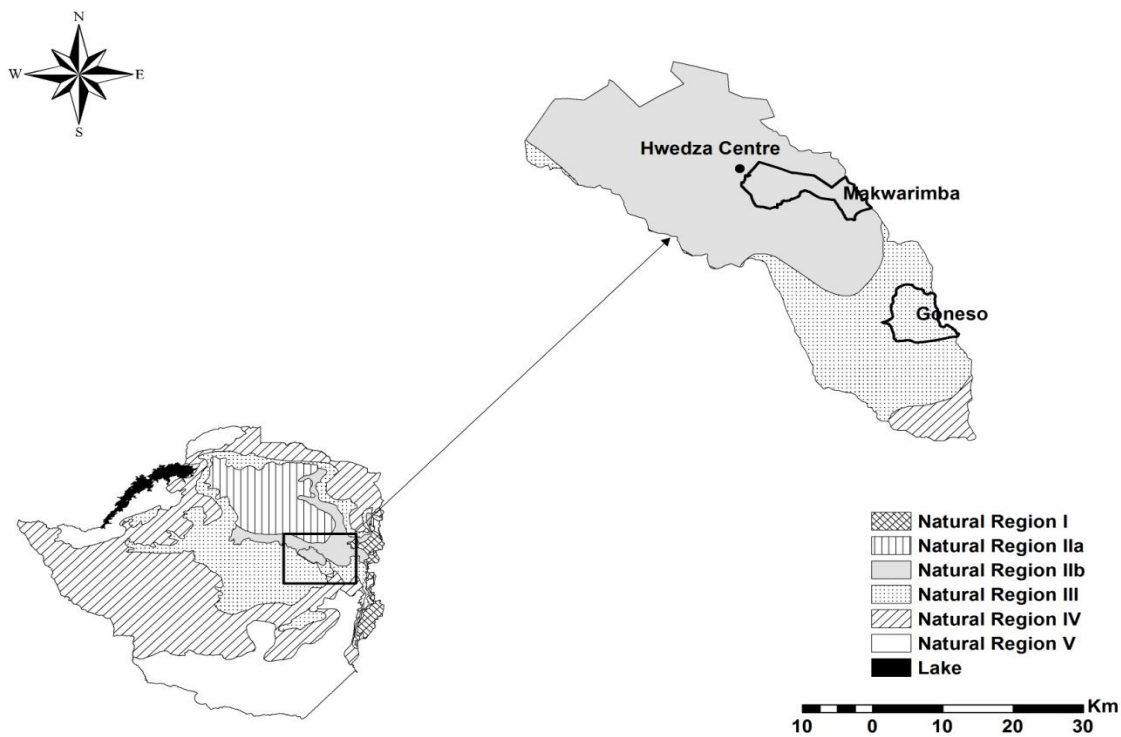 N
W E
S
Hwedza Centre
Makwarimba
Goneso
Natural Region I
Natural Region IIa
Natural Region IIb
Natural Region III
Natural Region IV
Natural Region V
Lake
Km
10 0 10 20 30